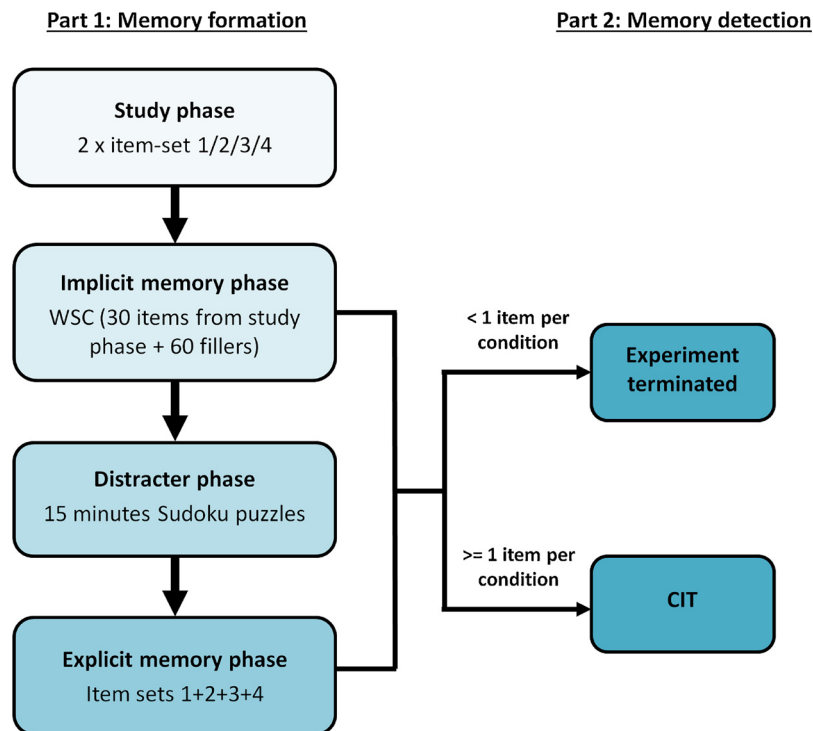 Part 1: Memory formation
Part 2: Memory detection
Study phase
2 x item-set 1/2/3/4
Implicit memory phase
WSC (30 items from study
phase + 60 fillers)
Distracter phase
15 minutes Sudoku puzzles
Explicit memory phase
Item sets 1+2+3+4
< 1 item per
condition
Experiment
terminated
>= 1 item per
condition
CIT